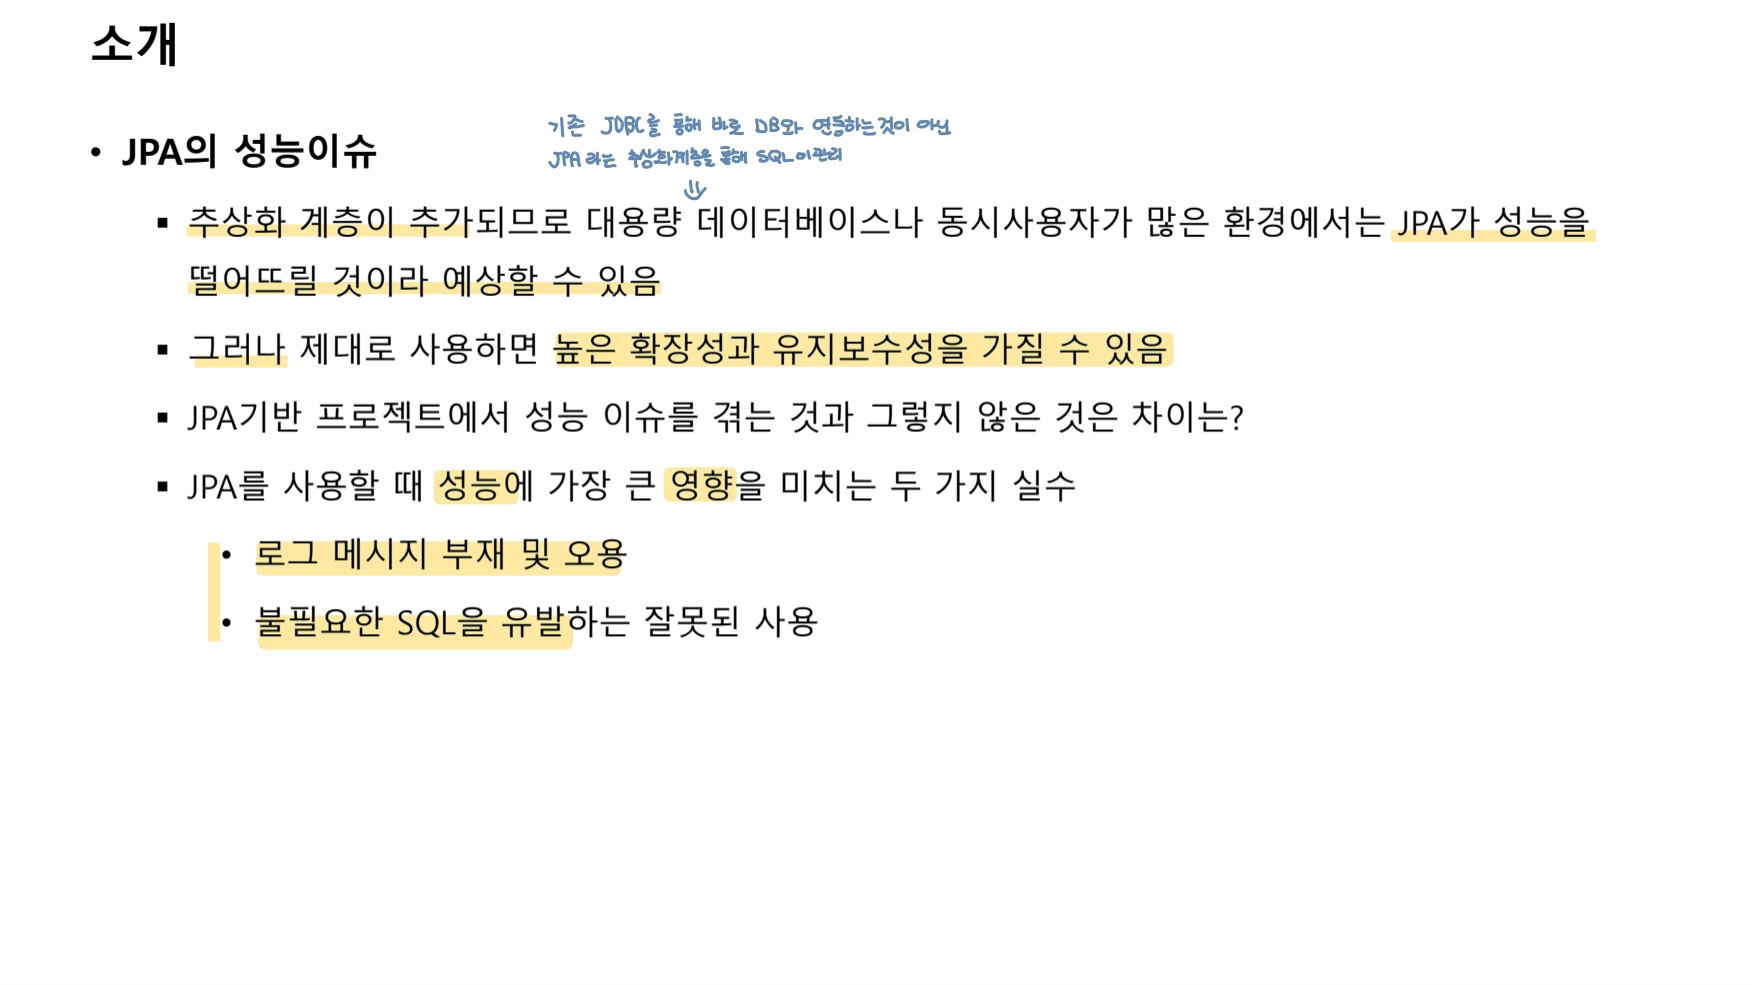 소개
• JPA의 성능이슈
기존 JDBC를 통해 바로 DB와 연동하는것이 아닌
JPA라는 추상화계층을 통해 SQL이 관리
▪ 추상화 계층이 추가되므로 대용량 데이터베이스나 동시사용자가 많은 환경에서는 JPA가 성능을
떨어뜨릴 것이라 예상할 수 있음
▪ 그러나 제대로 사용하면 높은 확장성과 유지보수성을 가질 수 있음
▪ JPA기반 프로젝트에서 성능 이슈를 겪는 것과 그렇지 않은 것은 차이는?
▪ JPA를 사용할 때 성능에 가장 큰 영향을 미치는 두 가지 실수
• 로그 메시지 부재 및 오용
• 불필요한 SQL을 유발하는 잘못된 사용